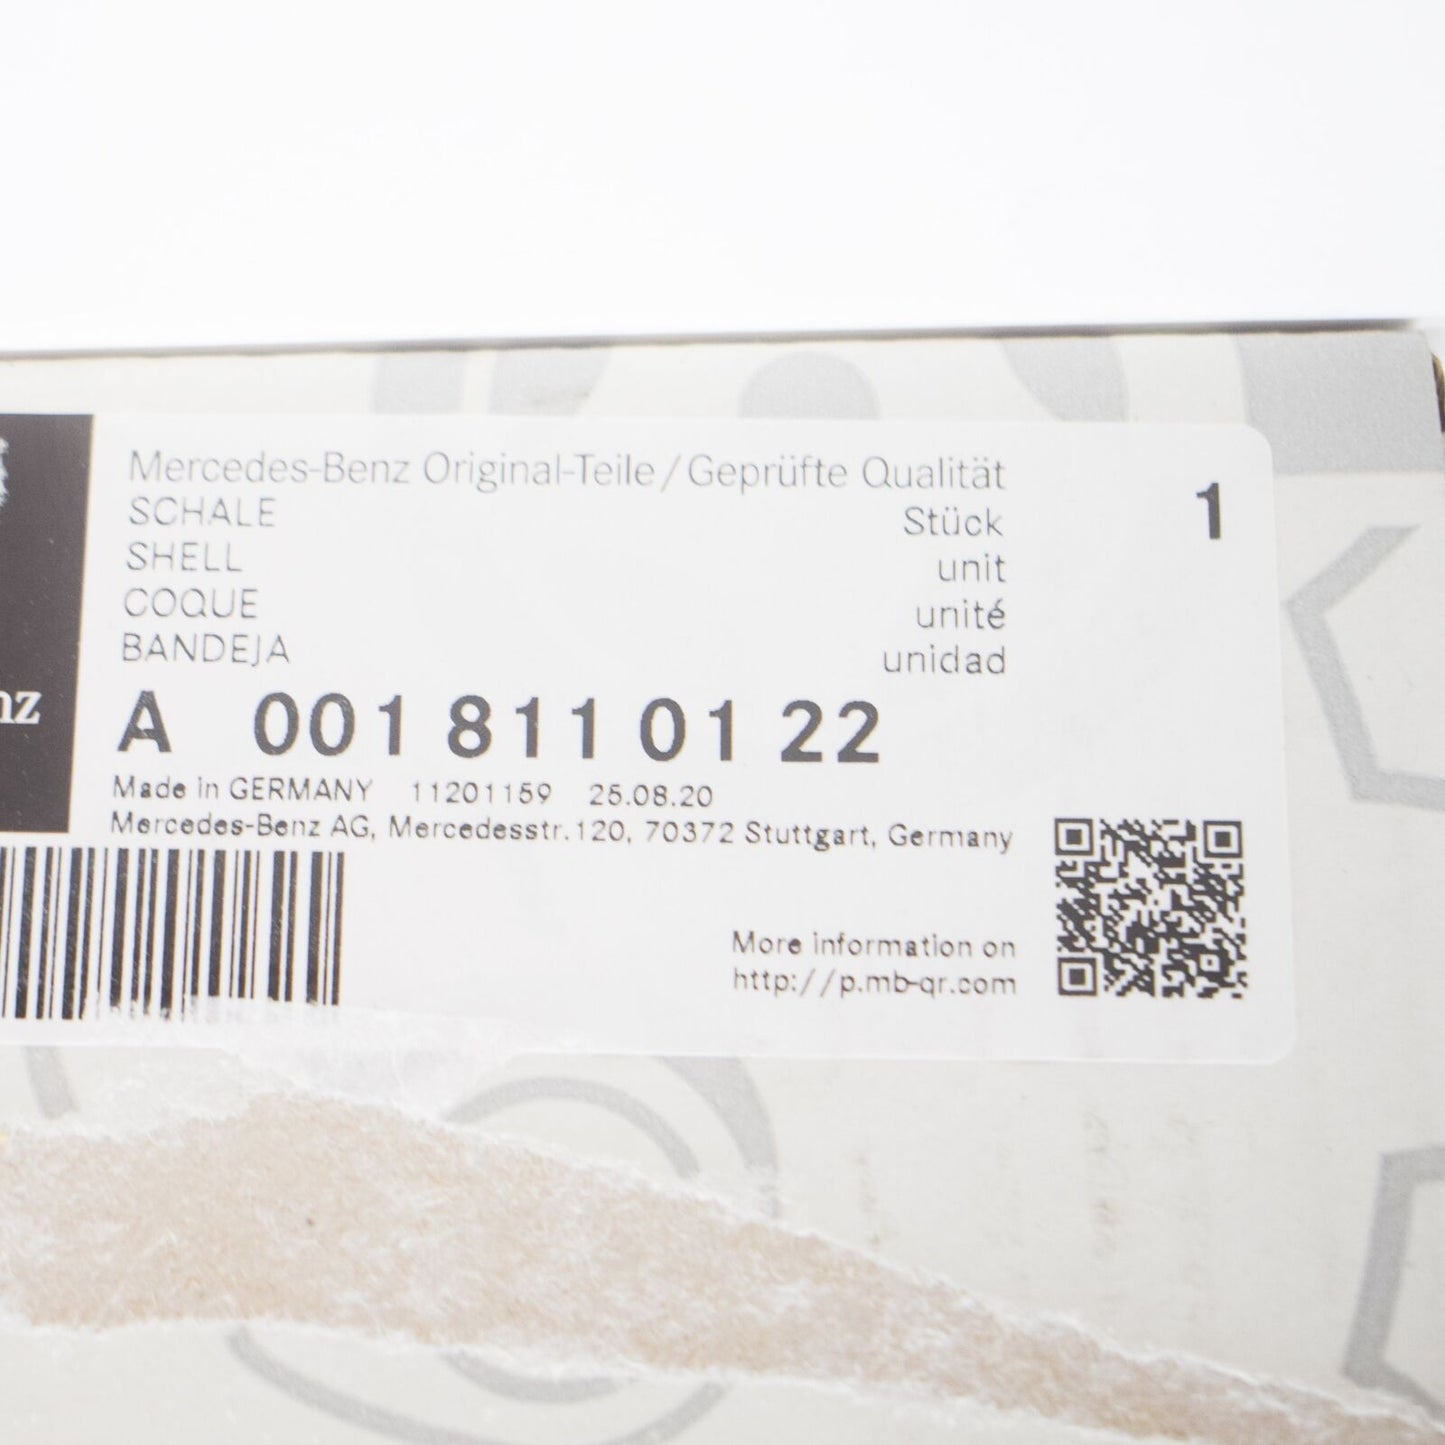 Mercedes-Benz Original-Teile/Geprüfte Qualität
SCHALE Stück 1
SHELL unit
COQUE unité
BANDEJA unidad
nz
A 001 811 01 22
Made in GERMANY 11201159 25.08.20
Mercedes-Benz AG, Mercedesstr.120, 70372 Stuttgart, Germany
More information on
http://p.mb-qr.com